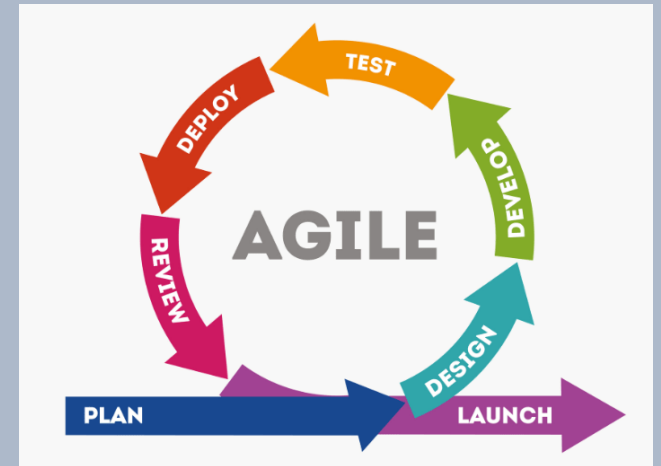 TEST
DEPLOY
DEVELOP
AGILE
REVIEW
DESIGN
PLAN
LAUNCH